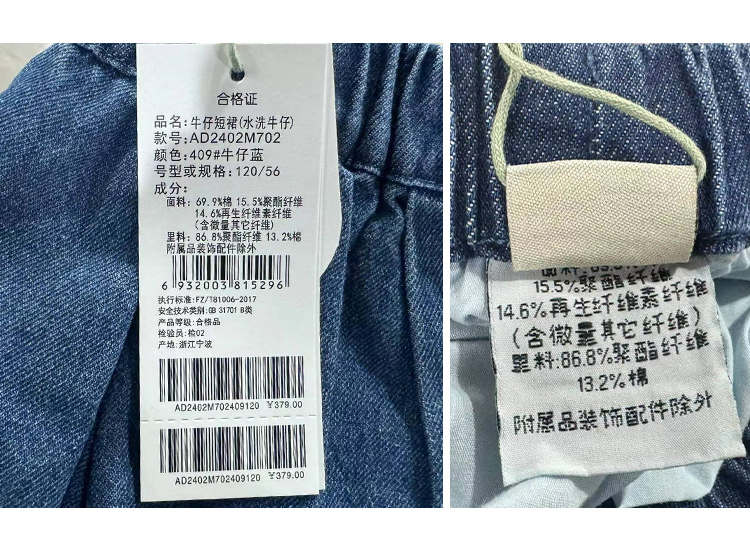 合格证
品名:牛仔短裙(水洗牛仔)
款号:AD2402M702
颜色:409#牛仔蓝
号型或规格:120/56
成分:
面料:69.9%棉 15.5%聚酯纤维
14.6%再生纤维素纤维
(含微量其它纤维)
里料:86.8%聚酯纤维 13.2%棉
附属品装饰配件除外
6 932003 815296
执行标准:FZ/T81006-2017
安全技术类别:GB 31701 B类
产品等级:合格品
检验员:检02
产地:浙江宁波
AD2402M702409120 ¥379.00
AD2402M702409120 ¥379.00
15.5%聚酯纤维
14.6%再生纤维素纤维
(含微量其它纤维)
里料:86.8%聚酯纤维
13.2%棉
附属品装饰配件除外